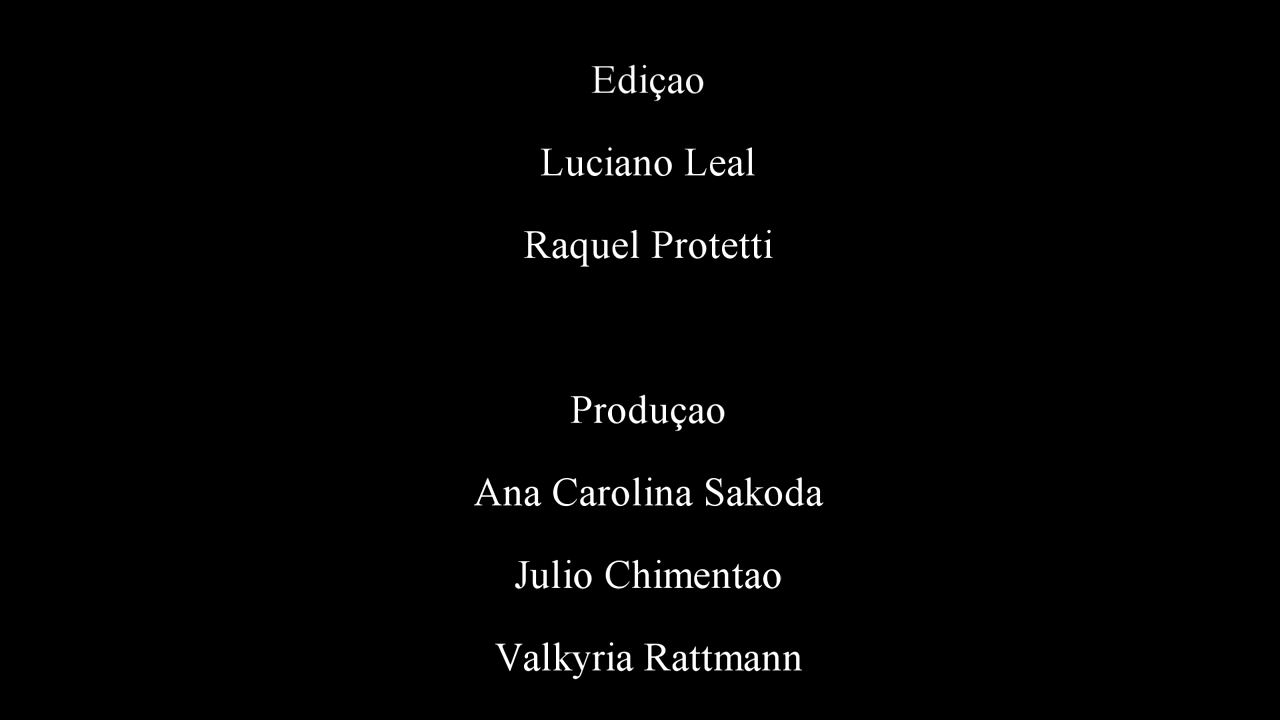 Ediçao
Luciano Leal
Raquel Protetti
Produçao
Ana Carolina Sakoda
Julio Chimentao
Valkyria Rattmann